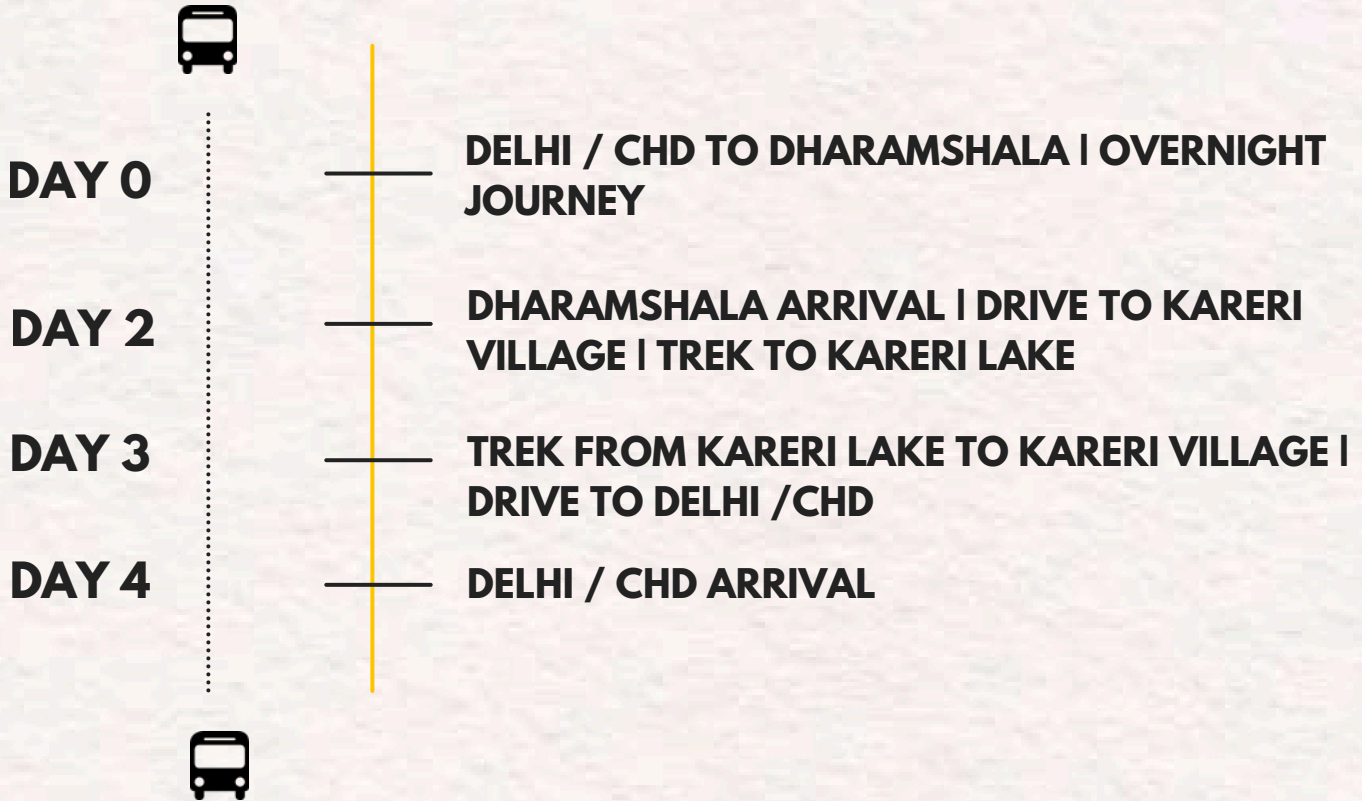 DAY 0
DELHI / CHD TO DHARAMSHALA | OVERNIGHT
JOURNEY
DAY 2
DHARAMSHALA ARRIVAL | DRIVE TO KARERI
VILLAGE | TREK TO KARERI LAKE
DAY 3
TREK FROM KARERI LAKE TO KARERI VILLAGE |
DRIVE TO DELHI /CHD
DAY 4
DELHI / CHD ARRIVAL